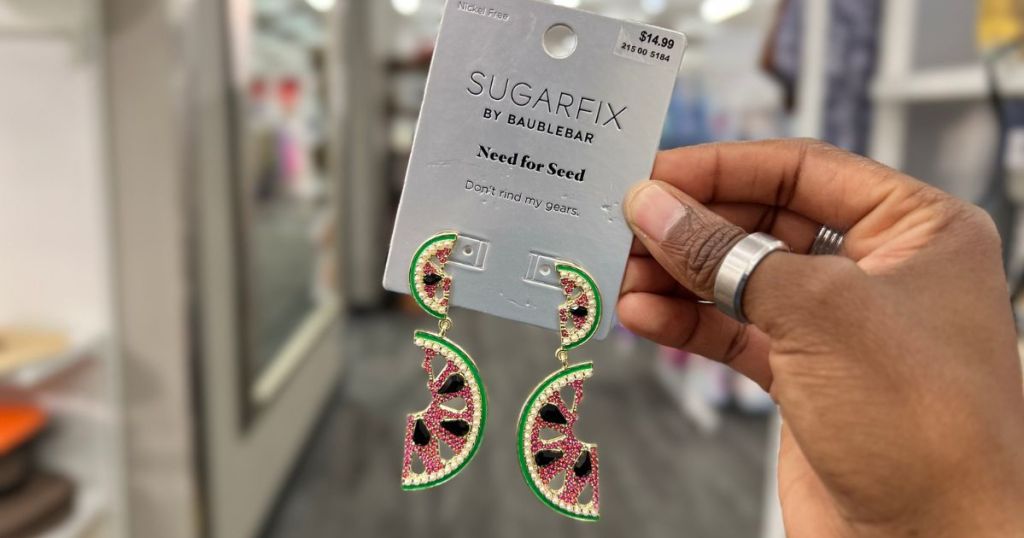 Nickel Free
$14.99
215 00 5184
SUGARFIX
BY BAUBLEBAR
Need for Seed
Don't rind my gears.